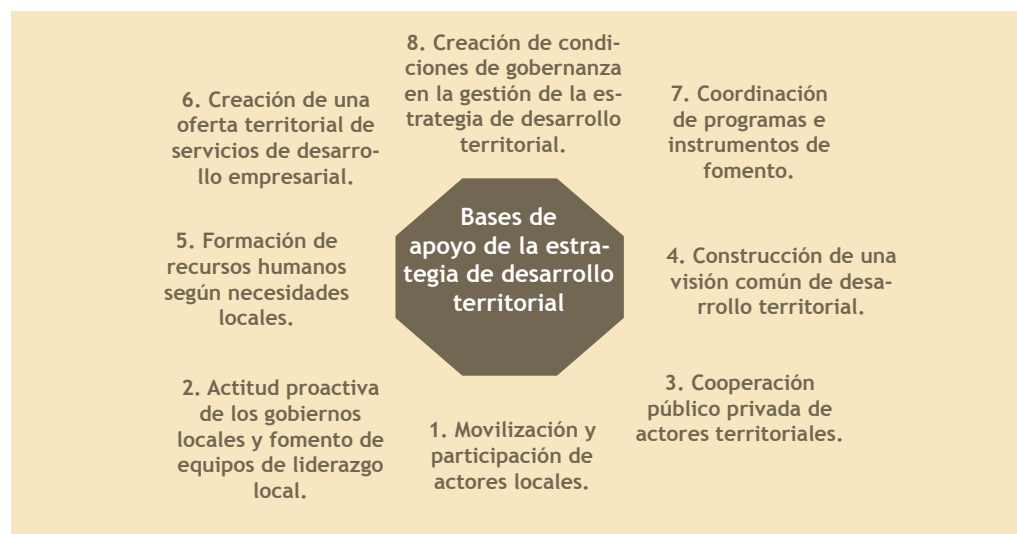 8. Creación de condi-
ciones de gobernanza
en la gestión de la es-
trategia de desarrollo
territorial.
6. Creación de una
oferta territorial de
servicios de desarro-
llo empresarial.
7. Coordinación
de programas e
instrumentos de
fomento.
Bases de
apoyo de la estra-
tegia de desarrollo
territorial
5. Formación de
recursos humanos
según necesidades
locales.
4. Construcción de una
visión común de desa-
rrollo territorial.
2. Actitud proactiva
de los gobiernos
locales y fomento de
equipos de liderazgo
local.
1. Movilización y
participación de
actores locales.
3. Cooperación
público privada de
actores territoriales.